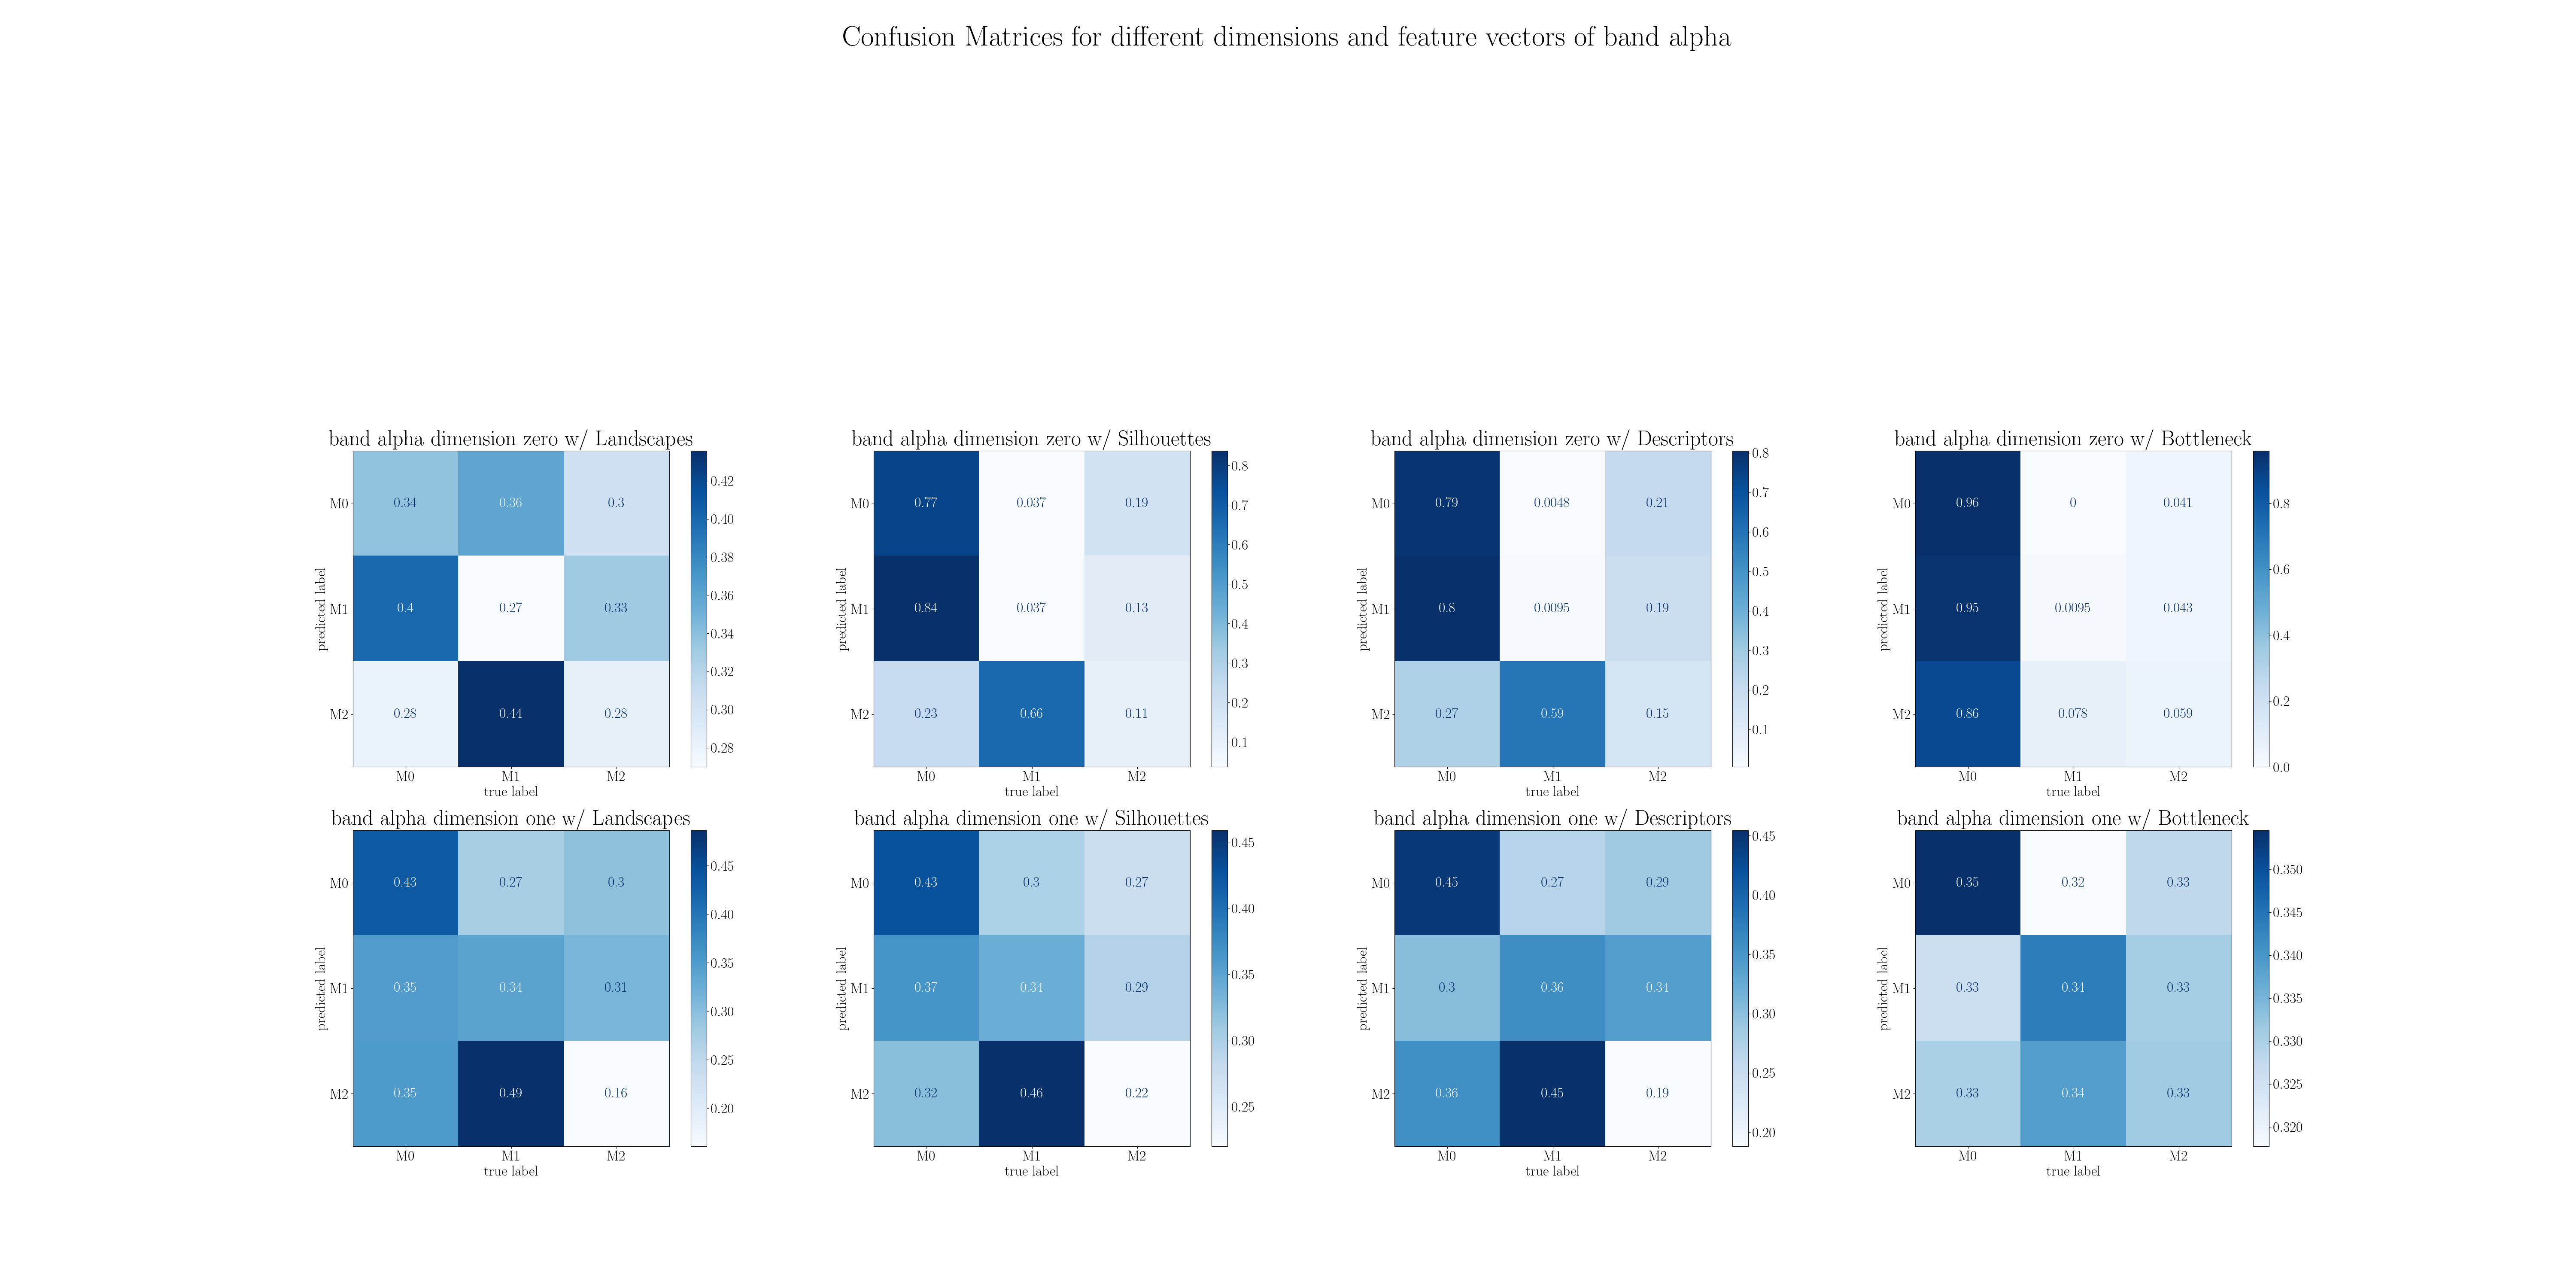 Confusion Matrices for different dimensions and feature vectors of band alpha
band alpha dimension zero w/ Landscapes
predicted label
M0 0.34 0.36 0.3
M1 0.4 0.27 0.33
M2 0.28 0.44 0.28
M0 M1 M2
true label
0.42
0.40
0.38
0.36
0.34
0.32
0.30
0.28
band alpha dimension zero w/ Silhouettes
predicted label
M0 0.77 0.037 0.19
M1 0.84 0.037 0.13
M2 0.23 0.66 0.11
M0 M1 M2
true label
0.8
0.7
0.6
0.5
0.4
0.3
0.2
0.1
band alpha dimension zero w/ Descriptors
predicted label
M0 0.79 0.0048 0.21
M1 0.8 0.0095 0.19
M2 0.27 0.59 0.15
M0 M1 M2
true label
0.8
0.7
0.6
0.5
0.4
0.3
0.2
0.1
band alpha dimension zero w/ Bottleneck
predicted label
M0 0.96 0 0.041
M1 0.95 0.0095 0.043
M2 0.86 0.078 0.059
M0 M1 M2
true label
0.8
0.6
0.4
0.2
0.0
band alpha dimension one w/ Landscapes
predicted label
M0 0.43 0.27 0.3
M1 0.35 0.34 0.31
M2 0.35 0.49 0.16
M0 M1 M2
true label
0.45
0.40
0.35
0.30
0.25
0.20
band alpha dimension one w/ Silhouettes
predicted label
M0 0.43 0.3 0.27
M1 0.37 0.34 0.29
M2 0.32 0.46 0.22
M0 M1 M2
true label
0.45
0.40
0.35
0.30
0.25
band alpha dimension one w/ Descriptors
predicted label
M0 0.45 0.27 0.29
M1 0.3 0.36 0.34
M2 0.36 0.45 0.19
M0 M1 M2
true label
0.45
0.40
0.35
0.30
0.25
0.20
band alpha dimension one w/ Bottleneck
predicted label
M0 0.35 0.32 0.33
M1 0.33 0.34 0.33
M2 0.33 0.34 0.33
M0 M1 M2
true label
0.350
0.345
0.340
0.335
0.330
0.325
0.320